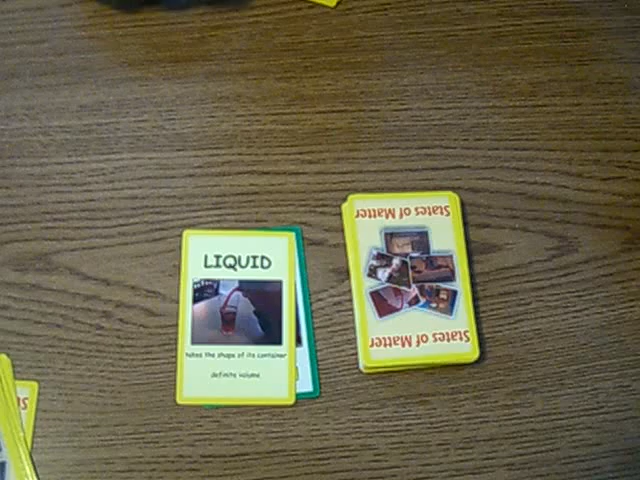 LIQUID
takes the shape of its container
definite volume
States of Matter
States of Matter